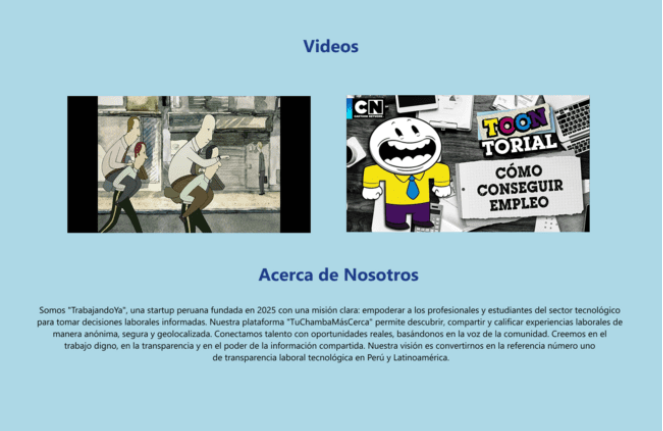 Videos
CN
CARTOON NETWORK
TOON
TORIAL
CÓMO
CONSEGUIR
EMPLEO
Acerca de Nosotros
Somos "TrabajandoYa", una startup peruana fundada en 2025 con una misión clara: empoderar a los profesionales y estudiantes del sector tecnológico
para tomar decisiones laborales informadas. Nuestra plataforma "TuChambaMásCerca" permite descubrir, compartir y calificar experiencias laborales de
manera anónima, segura y geolocalizada. Conectamos talento con oportunidades reales, basándonos en la voz de la comunidad. Creemos en el
trabajo digno, en la transparencia y en el poder de la información compartida. Nuestra visión es convertirnos en la referencia número uno
de transparencia laboral tecnológica en Perú y Latinoamérica.